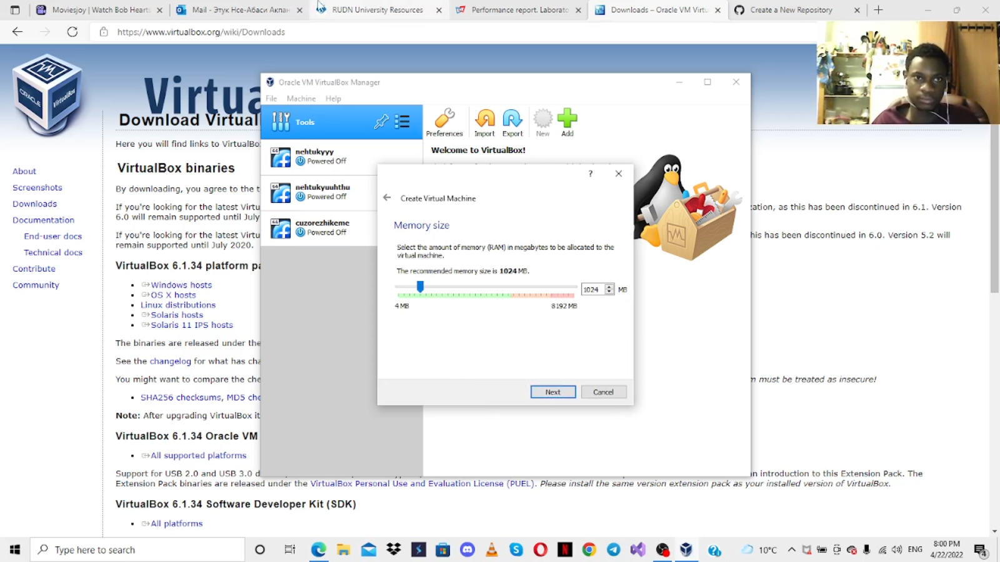 Moviesjoy | Watch Bob Hearts
Mail - Этук Нсе-Абаси Акпан
RUDN University Resources
Performance report. Laborato
Downloads – Oracle VM Virtu
Create a New Repository
https://www.virtualbox.org/wiki/Downloads
ORACLE
VirtualBox
Virtua
Download Virtual
Here you will find links to VirtualBo
About
Screenshots
Downloads
Documentation
End-user docs
Technical docs
Contribute
Community
VirtualBox binaries
By downloading, you agree to the t
If you're looking for the latest Virtu
zation, as this has been discontinued in 6.1. Version
6.0 will remain supported until July
If you're looking for the latest Virtu
his has been discontinued in 6.0. Version 5.2 will
remain supported until July 2020.
VirtualBox 6.1.34 platform pa
Windows hosts
OS X hosts
Linux distributions
Solaris hosts
Solaris 11 IPS hosts
The binaries are released under the
See the changelog for what has cha
You might want to compare the che
m must be treated as insecure!
SHA256 checksums, MD5 che
Note: After upgrading VirtualBox it
VirtualBox 6.1.34 Oracle VM
All supported platforms
Support for USB 2.0 and USB 3.0 d
n introduction to this Extension Pack. The
Extension Pack binaries are released under the VirtualBox Personal Use and Evaluation License (PUEL). Please install the same version extension pack as your installed version of VirtualBox.
VirtualBox 6.1.34 Software Developer Kit (SDK)
All platforms
Oracle VM VirtualBox Manager
File Machine Help
Tools
Preferences
Import
Export
New
Add
64
nehtukyyy
Powered Off
64
nehtukyuuhthu
Powered Off
64
cuzorezhikeme
Powered Off
Welcome to VirtualBox!
?
Create Virtual Machine
Memory size
Select the amount of memory (RAM) in megabytes to be allocated to the
virtual machine.
The recommended memory size is 1024 MB.
1024 MB
4 MB
8192 MB
Next
Cancel
Type here to search
10°C
ENG
8:00 PM
4/22/2022
4